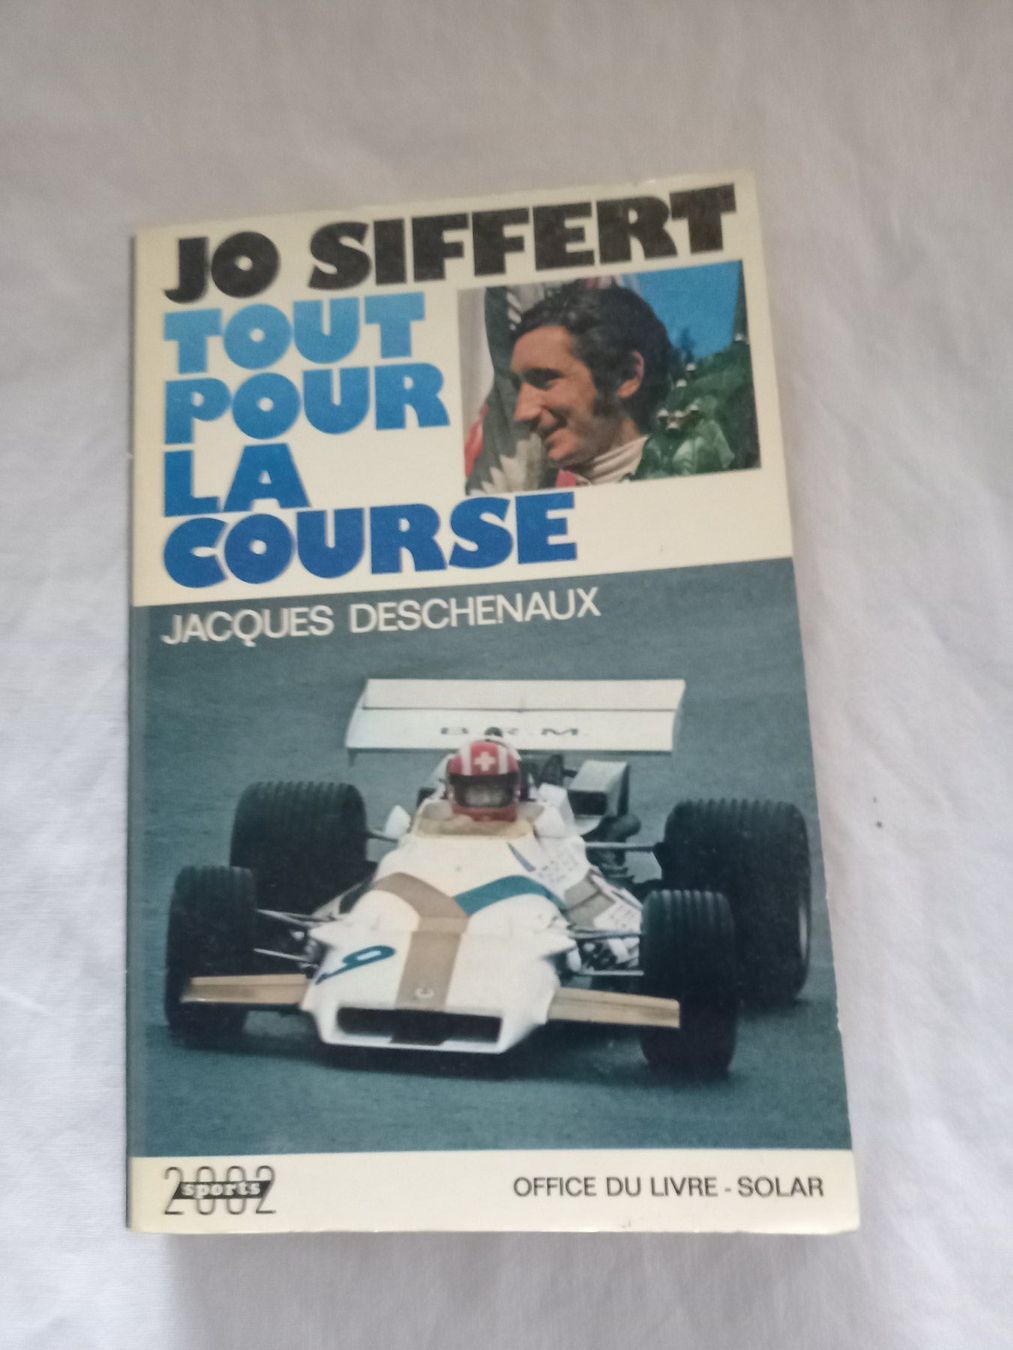 JO SIFFERT
TOUT
POUR
LA
COURSE
JACQUES DESCHENAUX
B.R.M.
9
2002
sports
OFFICE DU LIVRE - SOLAR